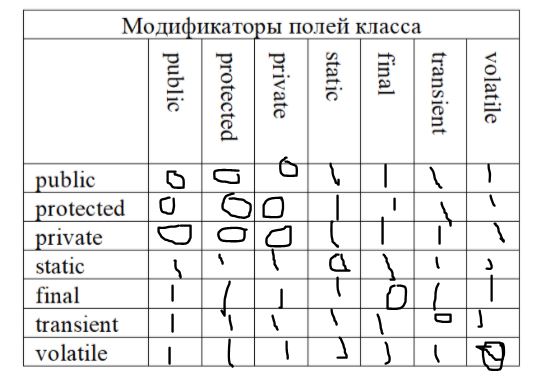 Модификаторы полей класса
public protected private static final transient volatile
public 0 0 0 1 1 1 1
protected 0 0 0 1 1 1 1
private 0 0 0 1 1 1 1
static 1 1 1 0 1 1 1
final 1 1 1 1 0 1 1
transient 1 1 1 1 1 0 1
volatile 1 1 1 1 1 1 0